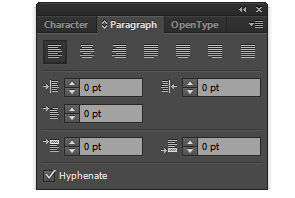 Character Paragraph OpenType
0 pt 0 pt
0 pt
0 pt 0 pt
Hyphenate